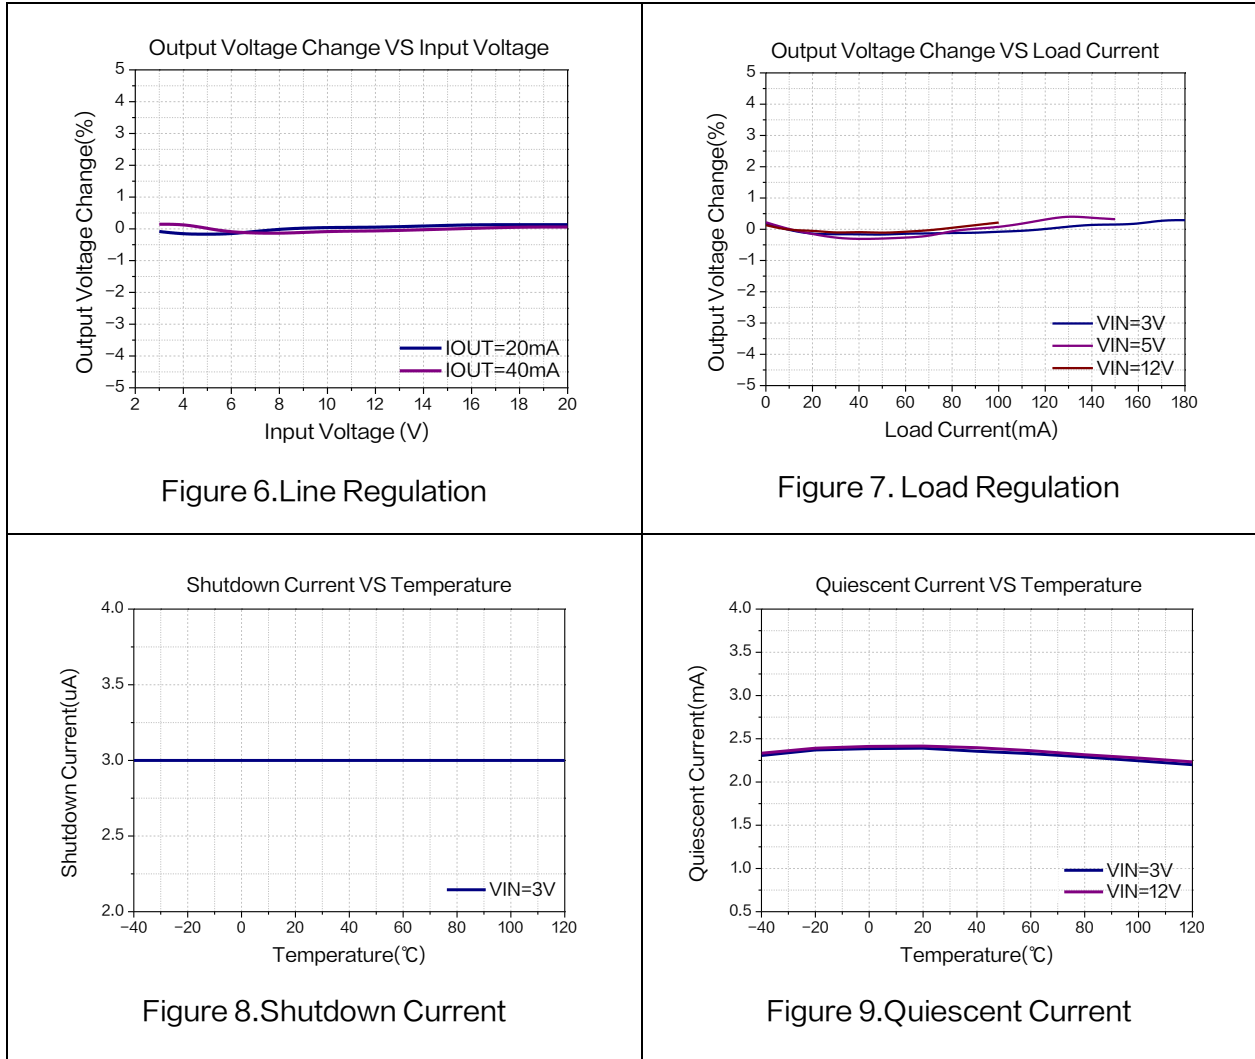 Output Voltage Change VS Input Voltage
Output Voltage Change(%)
5
4
3
2
1
0
−1
−2
−3
−4
−5
IOUT=20mA
IOUT=40mA
2 4 6 8 10 12 14 16 18 20
Input Voltage (V)
Figure 6.Line Regulation
Output Voltage Change VS Load Current
Output Voltage Change(%)
5
4
3
2
1
0
−1
−2
−3
−4
−5
VIN=3V
VIN=5V
VIN=12V
0 20 40 60 80 100 120 140 160 180
Load Current(mA)
Figure 7. Load Regulation
Shutdown Current VS Temperature
Shutdown Current(uA)
4.0
3.5
3.0
2.5
2.0
VIN=3V
−40 −20 0 20 40 60 80 100 120
Temperature(℃)
Figure 8.Shutdown Current
Quiescent Current VS Temperature
Quiescent Current(mA)
4.0
3.5
3.0
2.5
2.0
1.5
1.0
0.5
VIN=3V
VIN=12V
−40 −20 0 20 40 60 80 100 120
Temperature(℃)
Figure 9.Quiescent Current